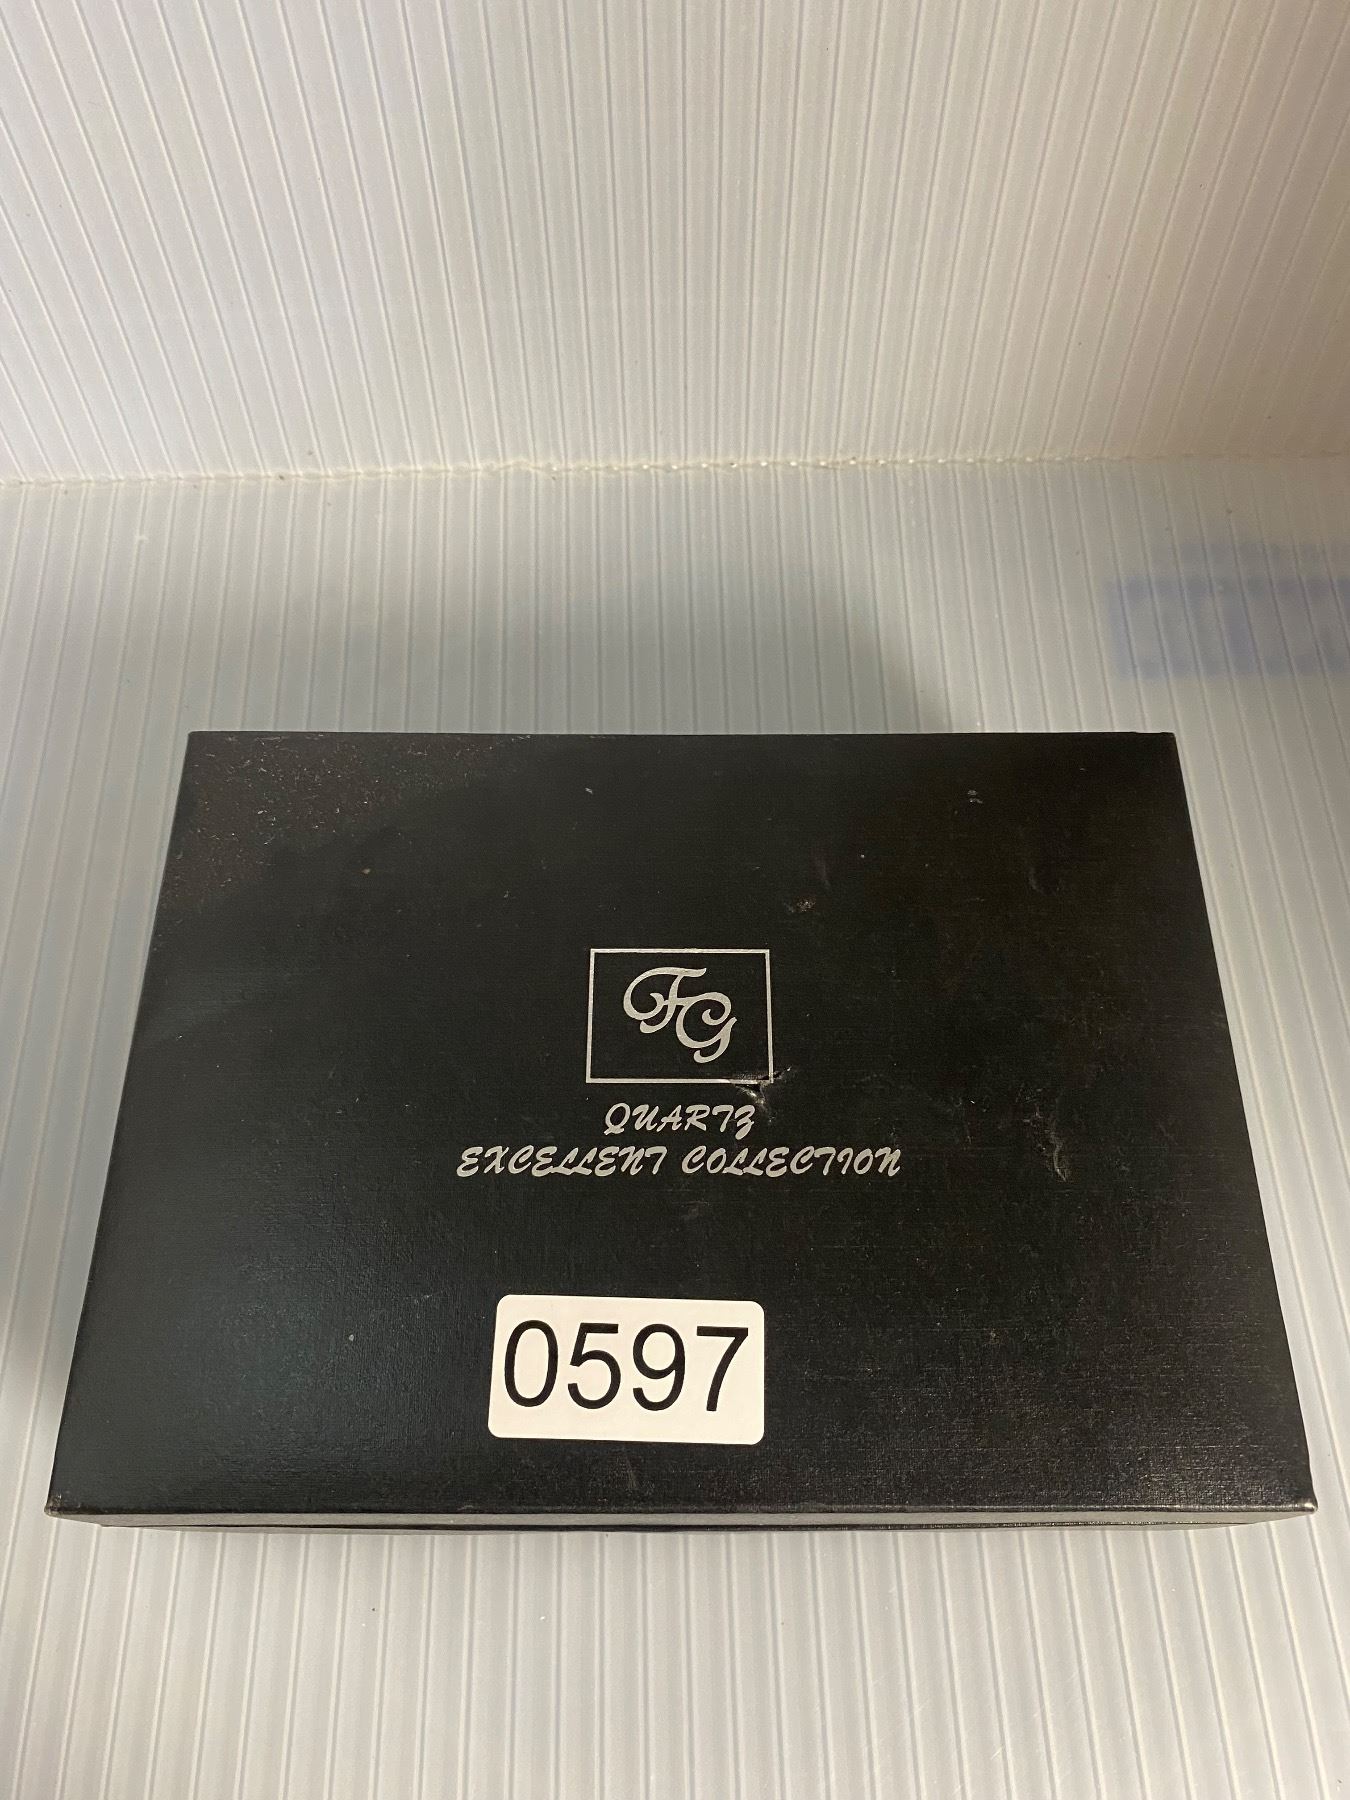 FG
QUARTZ
EXCELLENT COLLECTION
0597